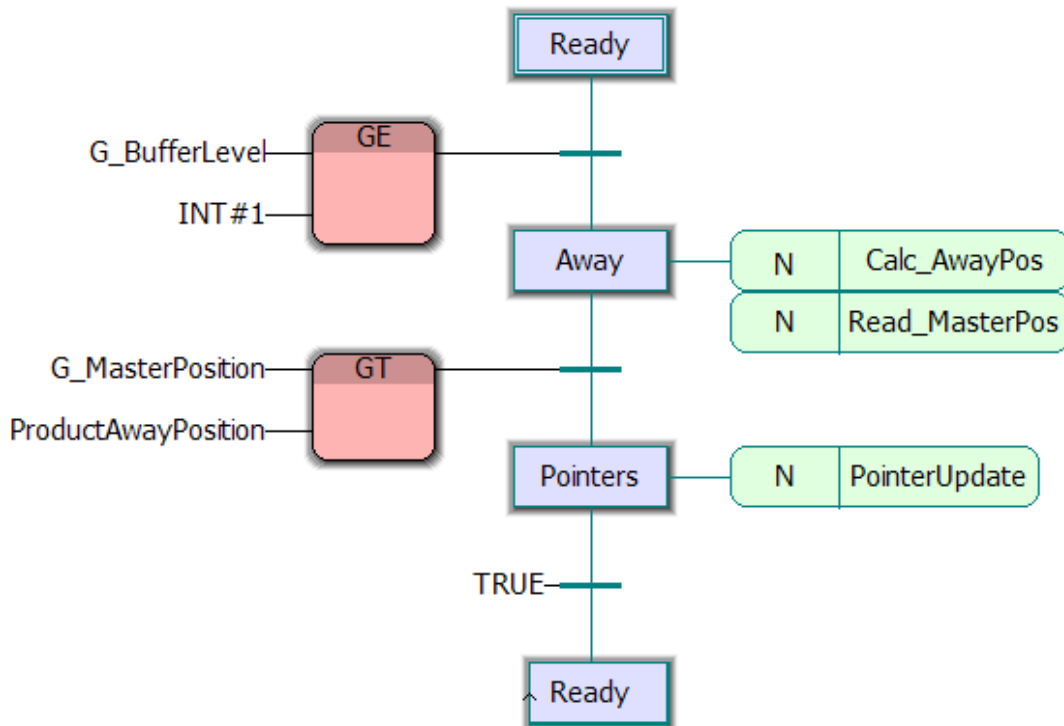 Ready
GE
G_BufferLevel
INT#1
Away
N Calc_AwayPos
N Read_MasterPos
G_MasterPosition
GT
ProductAwayPosition
Pointers
N PointerUpdate
TRUE
Ready